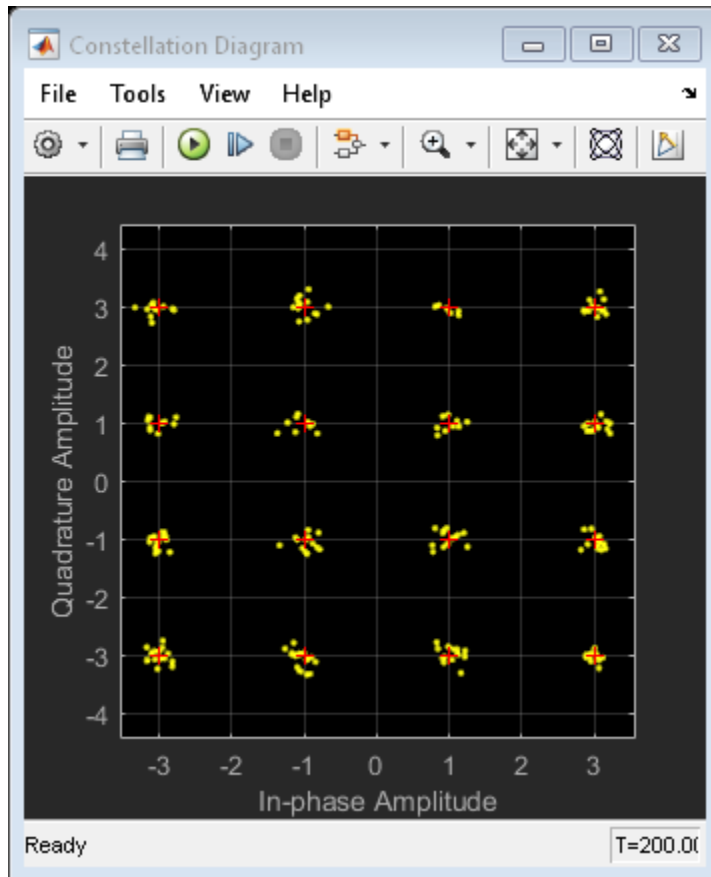 Constellation Diagram
File Tools View Help
4
3
2
1
0
-1
-2
-3
-4
Quadrature Amplitude
-3 -2 -1 0 1 2 3
In-phase Amplitude
Ready T=200.00